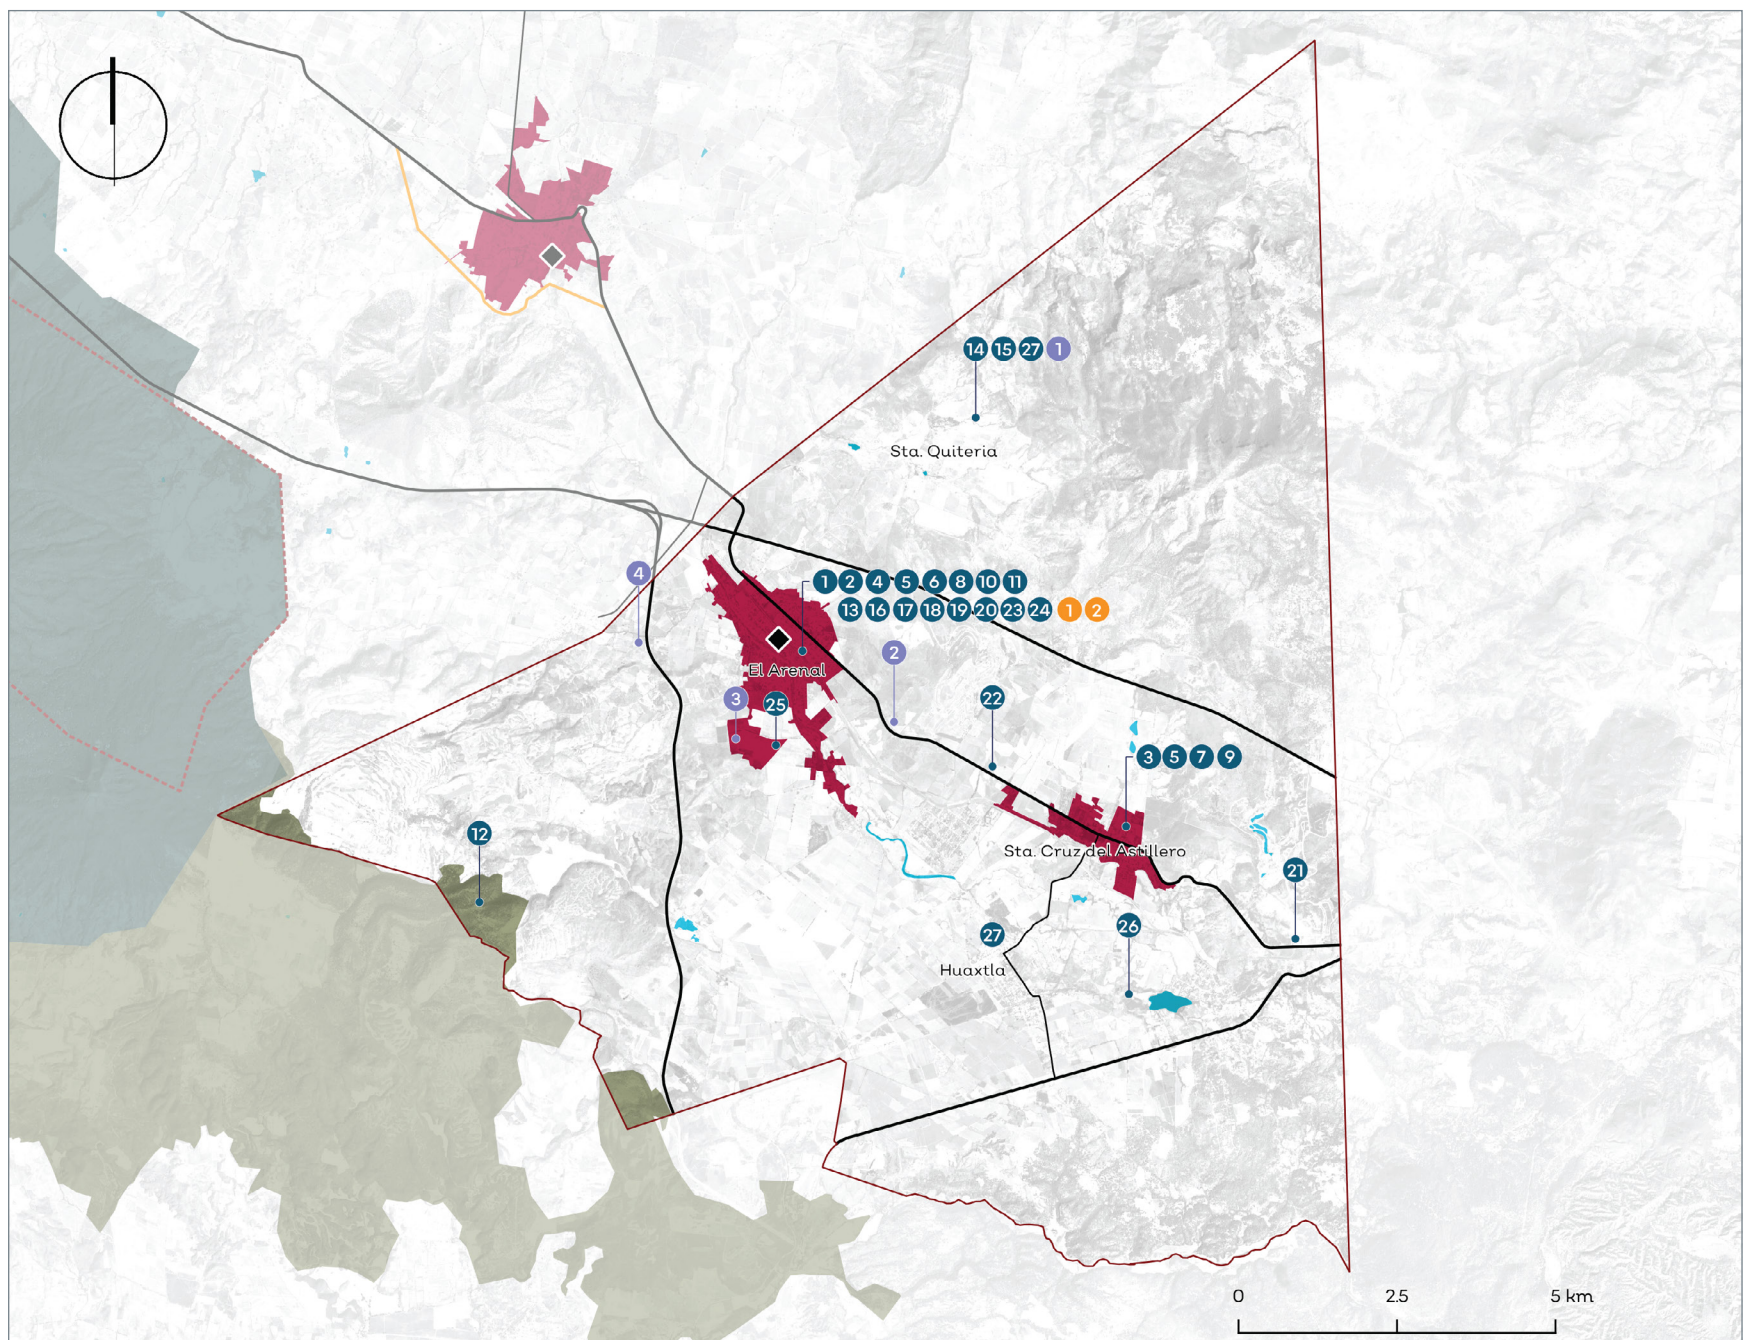 14 15 27 1
Sta. Quiteria
4
1 2 4 5 6 8 10 11
13 16 17 18 19 20 23 24 1 2
2
El Arenal
3
25
22
3 5 7 9
12
Sta. Cruz del Astillero
21
26
27
Huaxtla
0 2.5 5 km